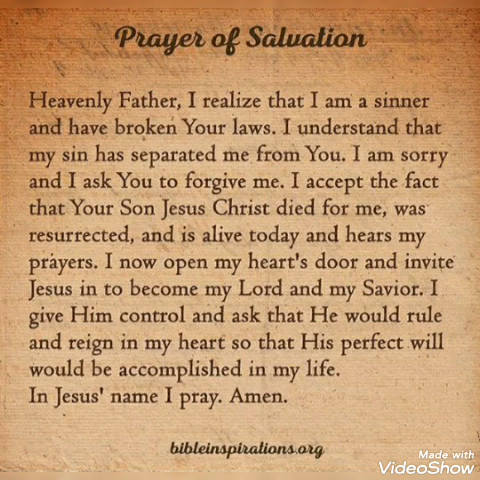 Prayer of Salvation
Heavenly Father, I realize that I am a sinner
and have broken Your laws. I understand that
my sin has separated me from You. I am sorry
and I ask You to forgive me. I accept the fact
that Your Son Jesus Christ died for me, was
resurrected, and is alive today and hears my
prayers. I now open my heart's door and invite
Jesus in to become my Lord and my Savior. I
give Him control and ask that He would rule
and reign in my heart so that His perfect will
would be accomplished in my life.
In Jesus' name I pray. Amen.
bibleinspirations.org
Made with
VideoShow